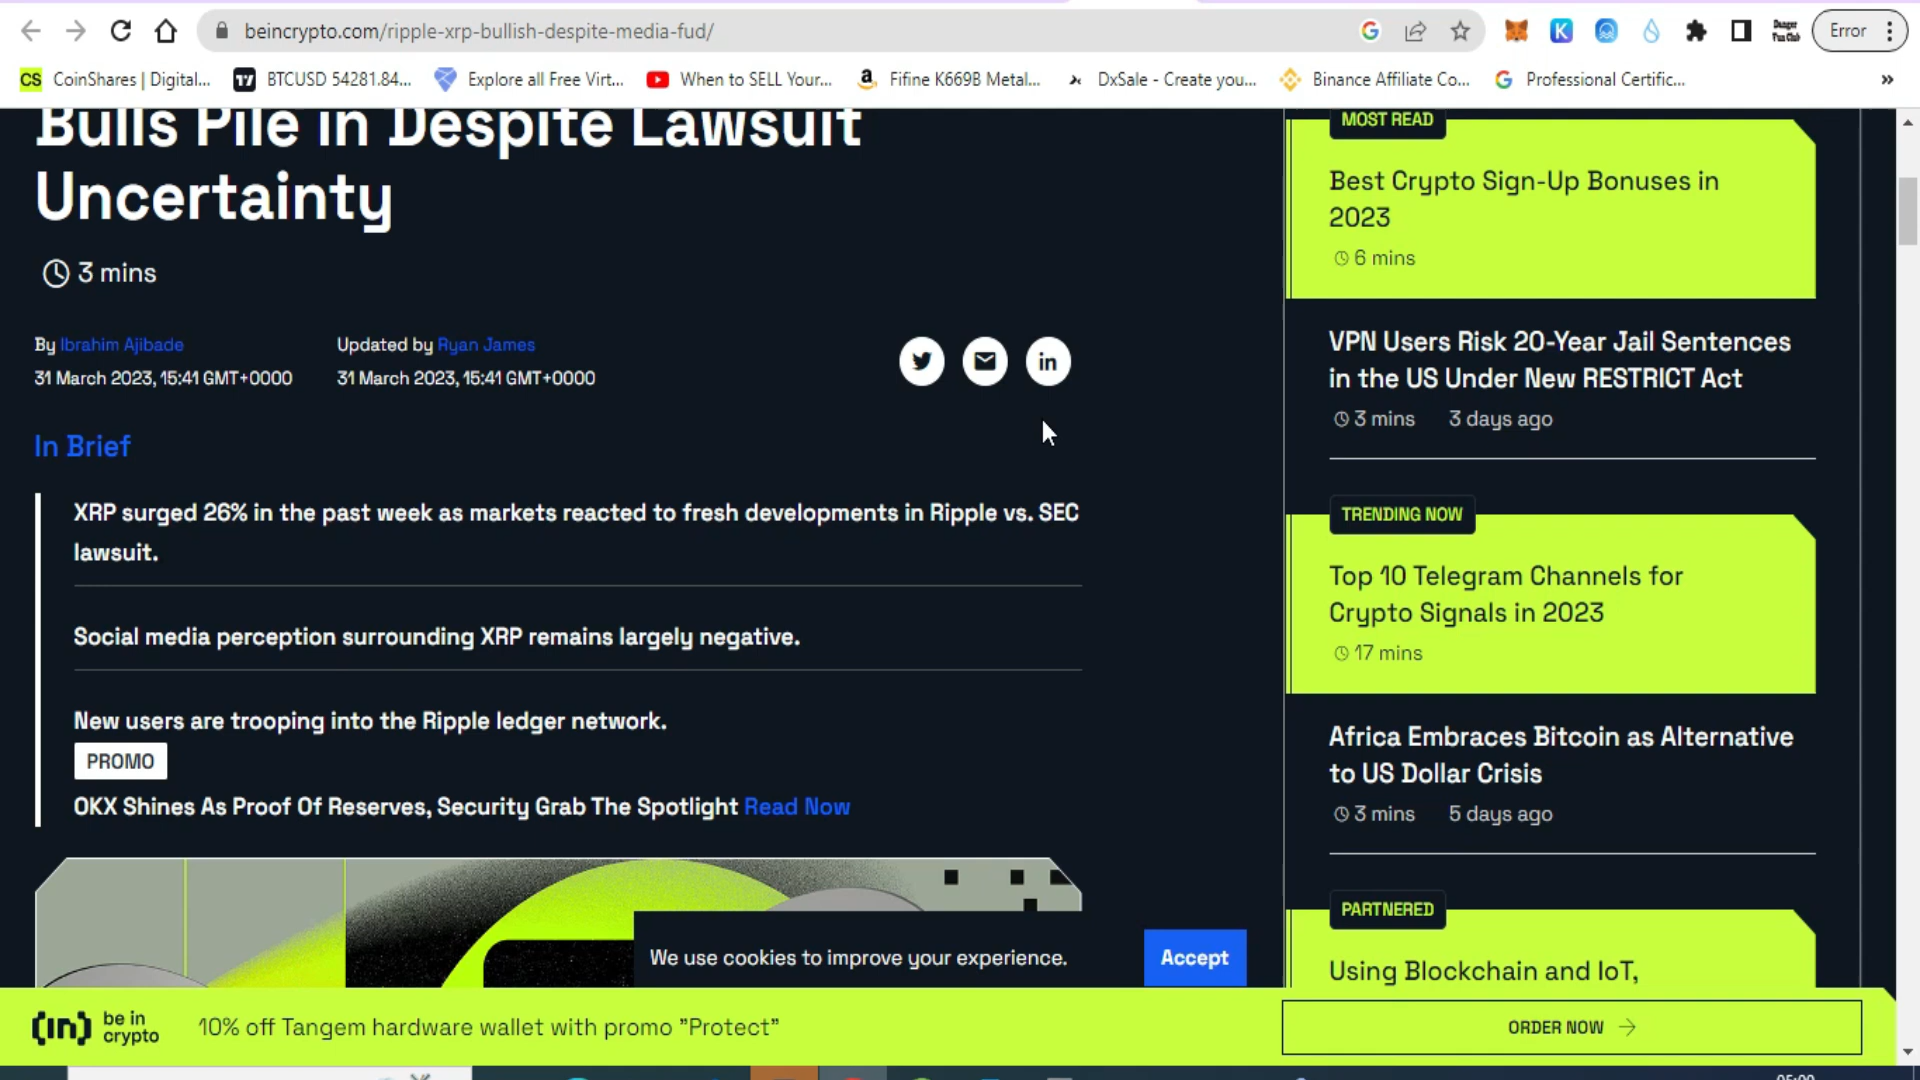 beincrypto.com/ripple-xrp-bullish-despite-media-fud/
Error
CS CoinShares | Digital...
BTCUSD 54281.84...
Explore all Free Virt...
When to SELL Your...
Fifine K669B Metal...
DxSale - Create you...
Binance Affiliate Co...
Professional Certific...
»
Bulls Pile in Despite Lawsuit
Uncertainty
3 mins
By Ibrahim Ajibade
31 March 2023, 15:41 GMT+0000
Updated by Ryan James
31 March 2023, 15:41 GMT+0000
in
In Brief
XRP surged 26% in the past week as markets reacted to fresh developments in Ripple vs. SEC
lawsuit.
Social media perception surrounding XRP remains largely negative.
New users are trooping into the Ripple ledger network.
PROMO
OKX Shines As Proof Of Reserves, Security Grab The Spotlight Read Now
MOST READ
Best Crypto Sign-Up Bonuses in
2023
6 mins
VPN Users Risk 20-Year Jail Sentences
in the US Under New RESTRICT Act
3 mins 3 days ago
TRENDING NOW
Top 10 Telegram Channels for
Crypto Signals in 2023
17 mins
Africa Embraces Bitcoin as Alternative
to US Dollar Crisis
3 mins 5 days ago
PARTNERED
Using Blockchain and IoT,
We use cookies to improve your experience.
Accept
(in) be in
crypto
10% off Tangem hardware wallet with promo "Protect"
ORDER NOW →